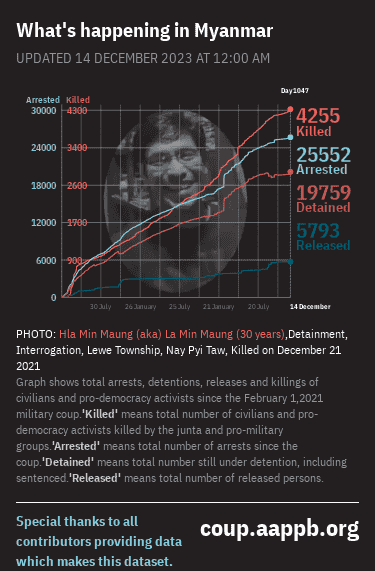 What's happening in Myanmar
UPDATED 14 DECEMBER 2023 AT 12:00 AM
Day1047
Arrested Killed
30000 4300
4255
Killed
24000 3400
25552
Arrested
18000 2600
19759
Detained
12000 1700
5793
Released
6000 900
0
30 July 26 January 25 July 21 January 20 July 14 December
PHOTO: Hla Min Maung (aka) La Min Maung (30 years),Detainment,
Interrogation, Lewe Township, Nay Pyi Taw, Killed on December 21
2021
Graph shows total arrests, detentions, releases and killings of
civilians and pro-democracy activists since the February 1,2021
military coup.'Killed' means total number of civilians and pro-
democracy activists killed by the junta and pro-military
groups.'Arrested' means total number of arrests since the
coup.'Detained' means total number still under detention, including
sentenced.'Released' means total number of released persons.
Special thanks to all
contributors providing data
which makes this dataset.
coup.aappb.org